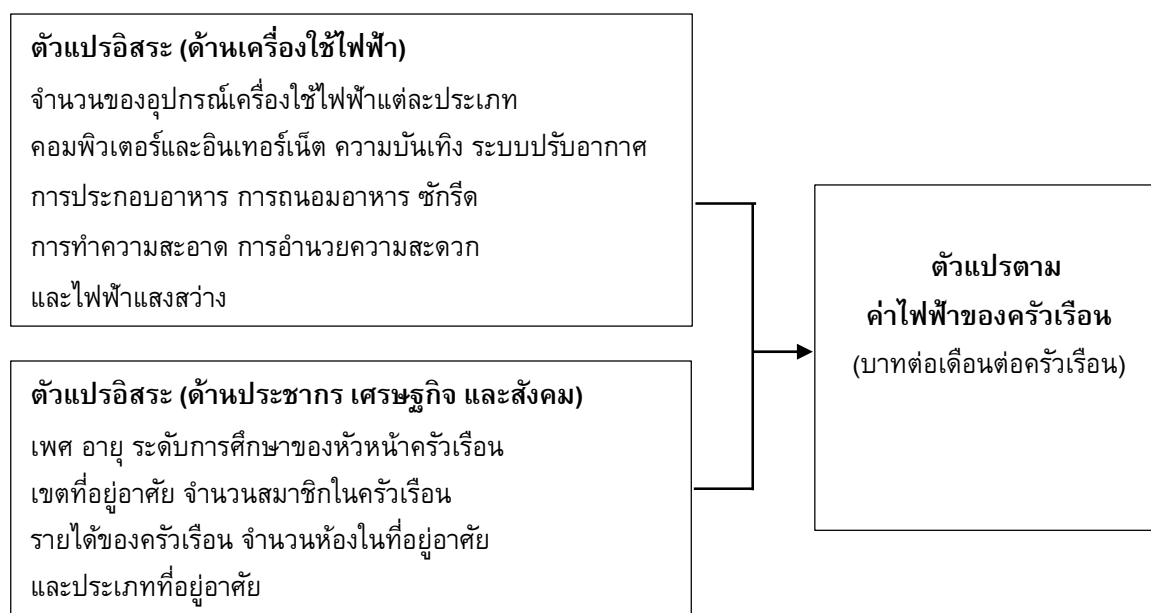 ตัวแปรอิสระ (ด้านเครื่องใช้ไฟฟ้า)
จำนวนของอุปกรณ์เครื่องใช้ไฟฟ้าแต่ละประเภท
คอมพิวเตอร์และอินเทอร์เน็ต ความบันเทิง ระบบปรับอากาศ
การประกอบอาหาร การถนอมอาหาร ซักรีด
การทำความสะอาด การอำนวยความสะดวก
และไฟฟ้าแสงสว่าง
ตัวแปรอิสระ (ด้านประชากร เศรษฐกิจ และสังคม)
เพศ อายุ ระดับการศึกษาของหัวหน้าครัวเรือน
เขตที่อยู่อาศัย จำนวนสมาชิกในครัวเรือน
รายได้ของครัวเรือน จำนวนห้องในที่อยู่อาศัย
และประเภทที่อยู่อาศัย
ตัวแปรตาม
ค่าไฟฟ้าของครัวเรือน
(บาทต่อเดือนต่อครัวเรือน)